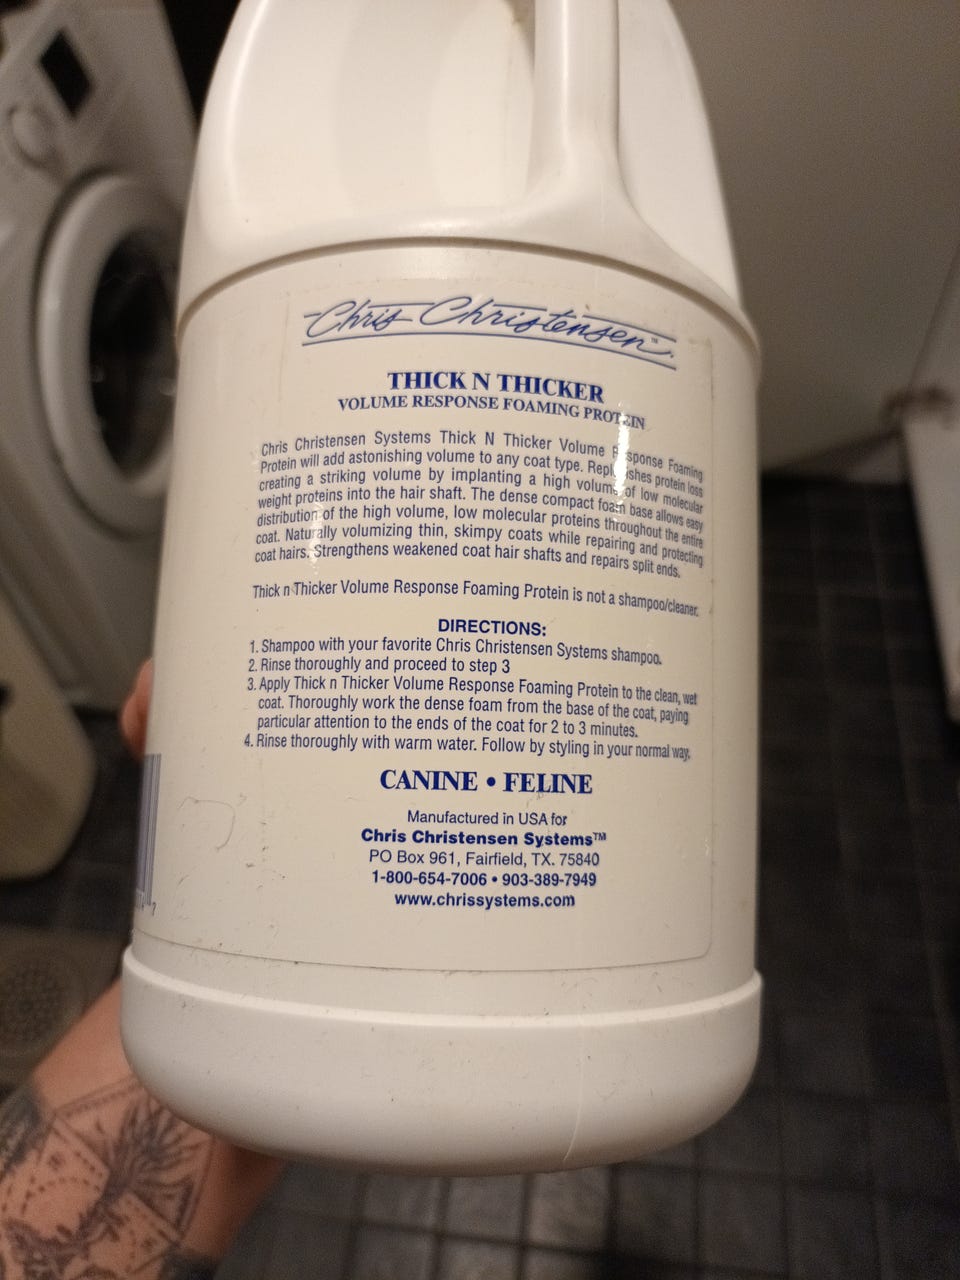 Chris Christensen™
THICK N THICKER
VOLUME RESPONSE FOAMING PROTEIN
Chris Christensen Systems Thick N Thicker Volume Response Foaming
Protein will add astonishing volume to any coat type. Replenishes protein loss
creating a striking volume by implanting a high volume of low molecular
weight proteins into the hair shaft. The dense compact foam base allows easy
distribution of the high volume, low molecular proteins throughout the entire
coat. Naturally volumizing thin, skimpy coats while repairing and protecting
coat hairs. Strengthens weakened coat hair shafts and repairs split ends.
Thick n Thicker Volume Response Foaming Protein is not a shampoo/cleaner.
DIRECTIONS:
1. Shampoo with your favorite Chris Christensen Systems shampoo.
2. Rinse thoroughly and proceed to step 3
3. Apply Thick n Thicker Volume Response Foaming Protein to the clean, wet
coat. Thoroughly work the dense foam from the base of the coat, paying
particular attention to the ends of the coat for 2 to 3 minutes.
4. Rinse thoroughly with warm water. Follow by styling in your normal way.
CANINE • FELINE
Manufactured in USA for
Chris Christensen Systems™
PO Box 961, Fairfield, TX. 75840
1-800-654-7006 • 903-389-7949
www.chrissystems.com